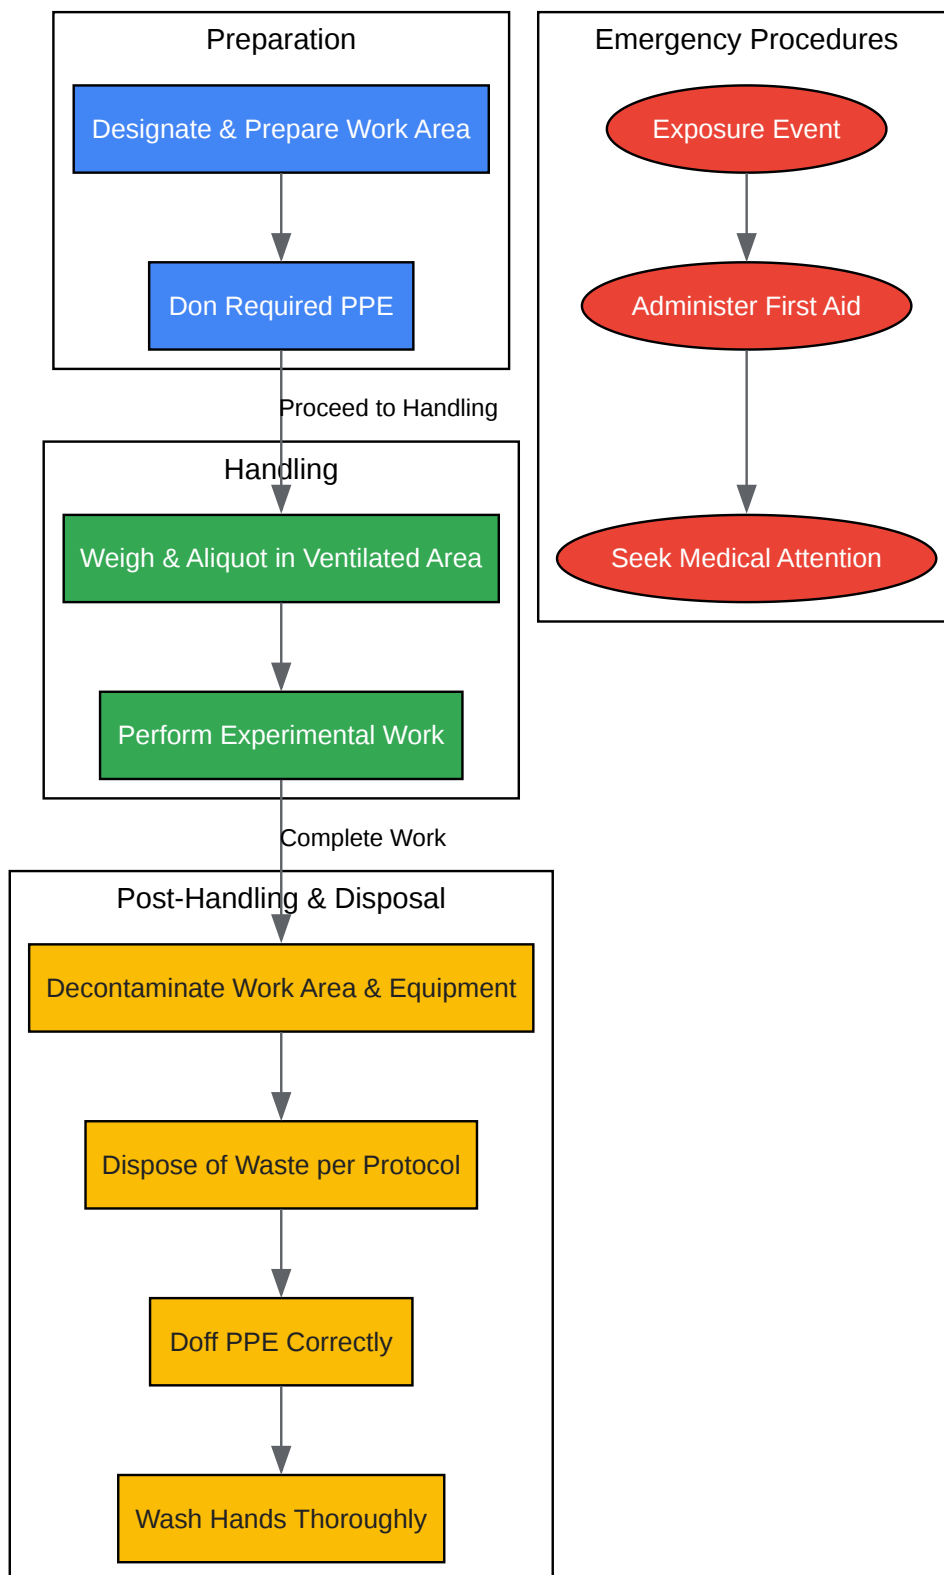 Preparation
Designate & Prepare Work Area
Don Required PPE
Proceed to Handling
Handling
Weigh & Aliquot in Ventilated Area
Perform Experimental Work
Complete Work
Post-Handling & Disposal
Decontaminate Work Area & Equipment
Dispose of Waste per Protocol
Doff PPE Correctly
Wash Hands Thoroughly
Emergency Procedures
Exposure Event
Administer First Aid
Seek Medical Attention